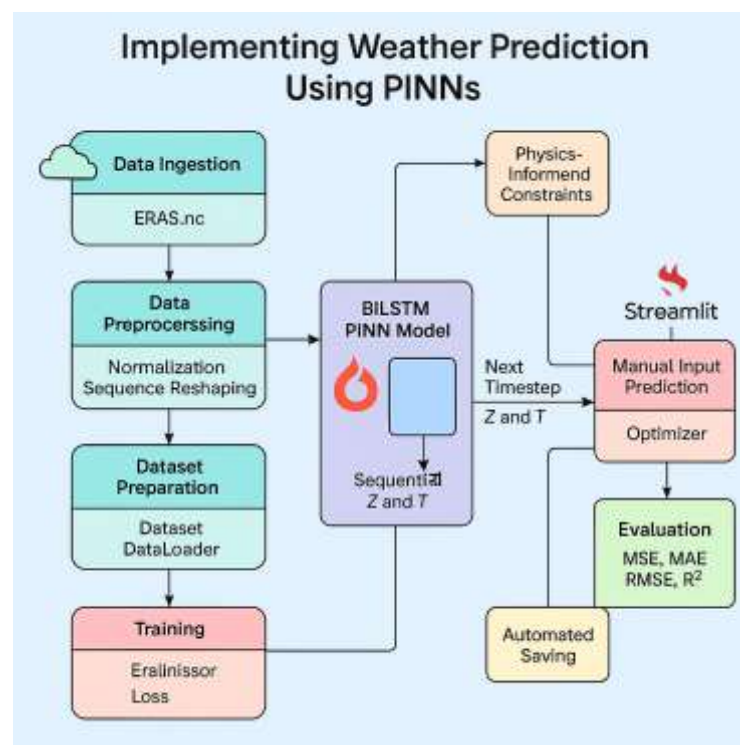 Implementing Weather Prediction
Using PINNs
Data Ingestion
ERAS.nc
Data
Preprocerssing
Normalization
Sequence Reshaping
Dataset
Preparation
Dataset
DataLoader
Training
Eralinissor
Loss
BILSTM
PINN Model
Z and T
Physics-
Informend
Constraints
Next
Timestep
Z and T
Streamlit
Manual Input
Prediction
Optimizer
Evaluation
MSE, MAE
RMSE, R²
Automated
Saving